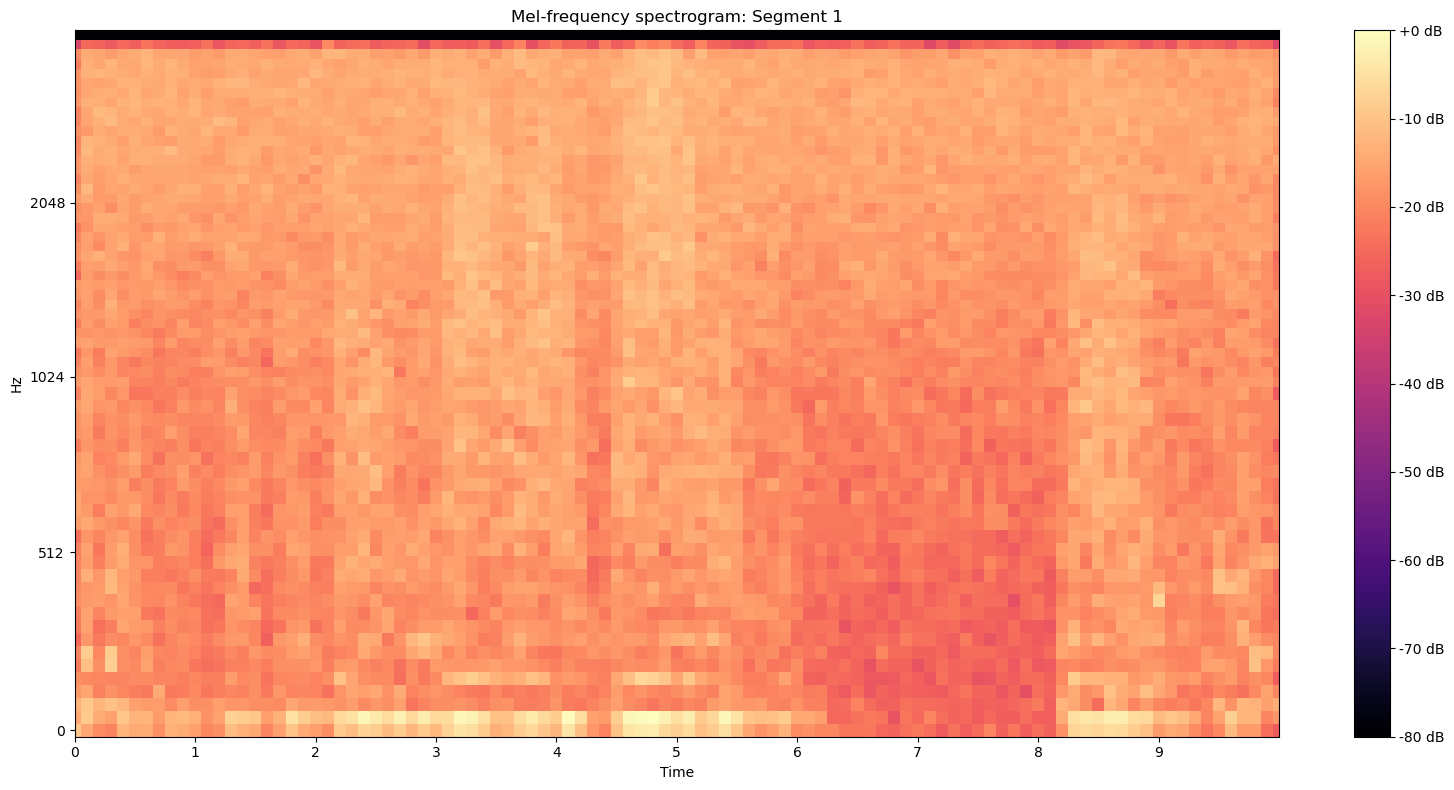 Mel-frequency spectrogram: Segment 1
+0 dB
-10 dB
-20 dB
-30 dB
-40 dB
-50 dB
-60 dB
-70 dB
-80 dB
Hz
2048
1024
512
0
0 1 2 3 4 5 6 7 8 9
Time